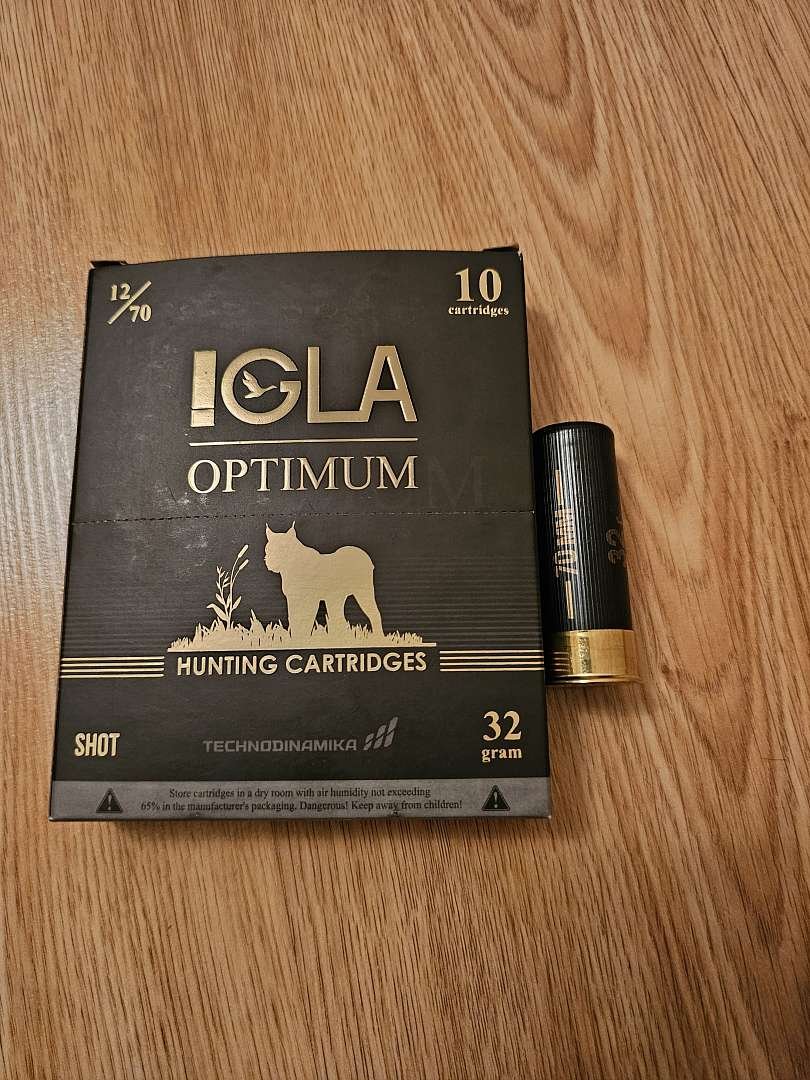 12/70
10
cartridges
IGLA
OPTIMUM
HUNTING CARTRIDGES
SHOT
TECHNODINAMIKA
32
gram
Store cartridges in a dry room with air humidity not exceeding
65% in the manufacturer's packaging. Dangerous! Keep away from children!
70 MM
32